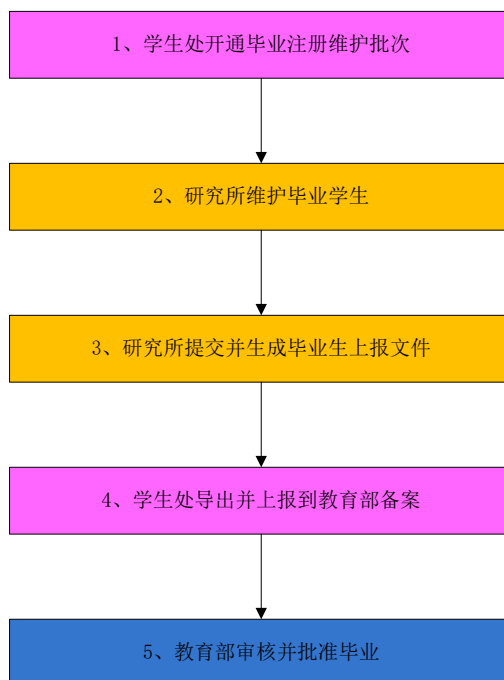 1、学生处开通毕业注册维护批次
2、研究所维护毕业学生
3、研究所提交并生成毕业生上报文件
4、学生处导出并上报到教育部备案
5、教育部审核并批准毕业